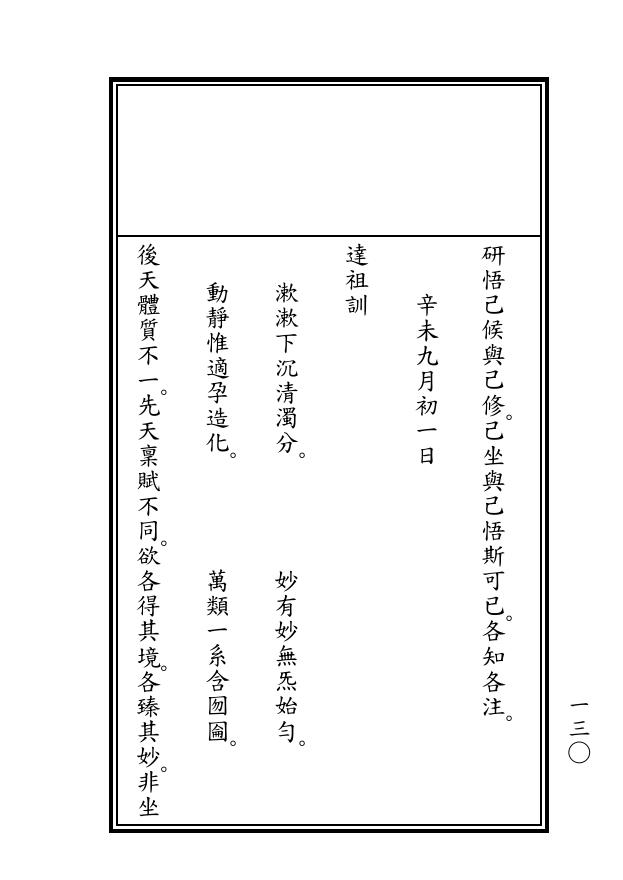 研悟己候與己修。己坐與己悟斯可已。各知各注。
辛未九月初一日
達祖訓
漱漱下沉清濁分。 妙有妙無炁始勻。
動靜惟適孕造化。 萬類一系含囫圇。
後天體質不一。先天稟賦不同。欲各得其境。各臻其妙。非坐
一三〇